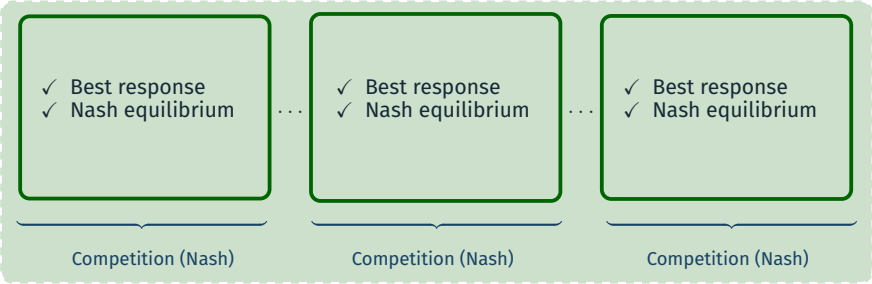 ✓ Best response
✓ Nash equilibrium
...
✓ Best response
✓ Nash equilibrium
...
✓ Best response
✓ Nash equilibrium
Competition (Nash)
Competition (Nash)
Competition (Nash)